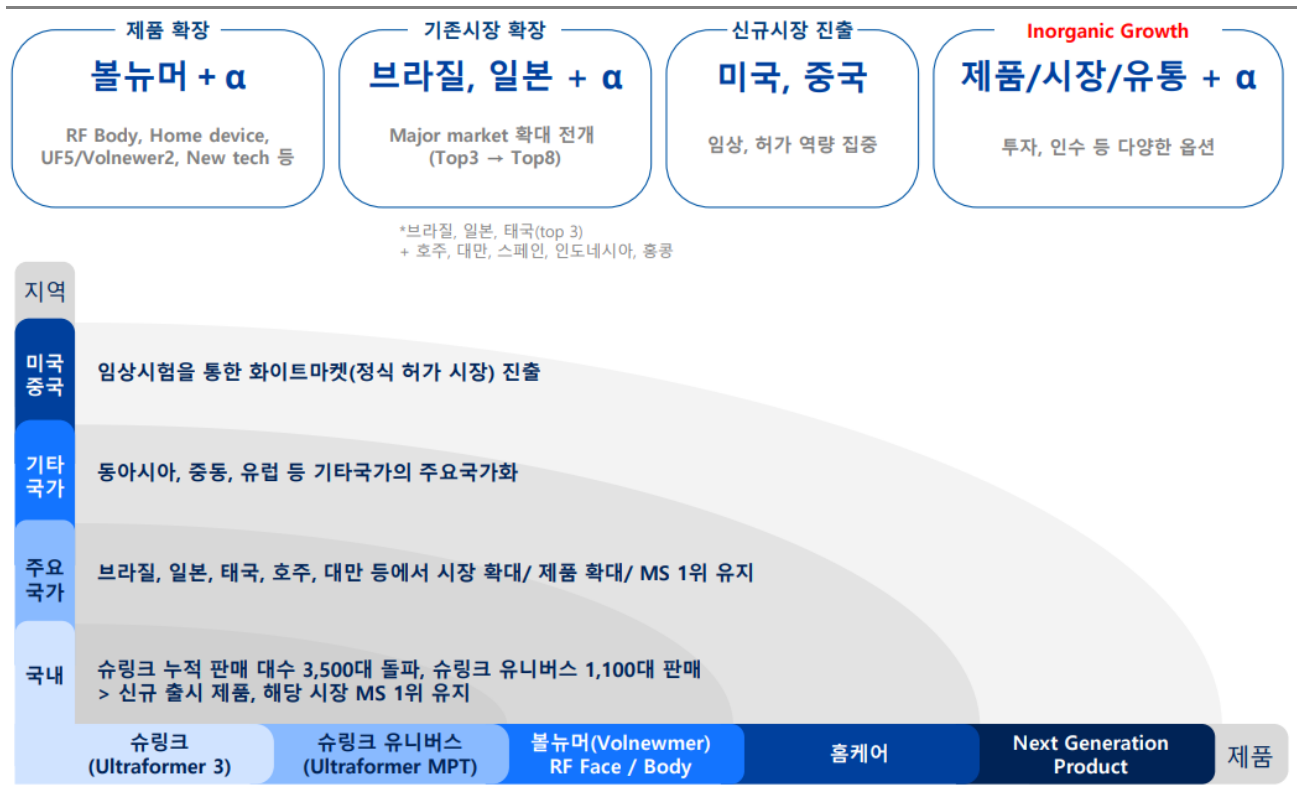 제품 확장
볼뉴머 + α
RF Body, Home device,
UF5/Volnewer2, New tech 등
기존시장 확장
브라질, 일본 + α
Major market 확대 전개
(Top3 → Top8)
*브라질, 일본, 태국(top 3)
+ 호주, 대만, 스페인, 인도네시아, 홍콩
신규시장 진출
미국, 중국
임상, 허가 역량 집중
Inorganic Growth
제품/시장/유통 + α
투자, 인수 등 다양한 옵션
지역
미국
중국
임상시험을 통한 화이트마켓(정식 허가 시장) 진출
기타
국가
동아시아, 중동, 유럽 등 기타국가의 주요국가화
주요
국가
브라질, 일본, 태국, 호주, 대만 등에서 시장 확대/ 제품 확대/ MS 1위 유지
국내
슈링크 누적 판매 대수 3,500대 돌파, 슈링크 유니버스 1,100대 판매
> 신규 출시 제품, 해당 시장 MS 1위 유지
슈링크
(Ultraformer 3)
슈링크 유니버스
(Ultraformer MPT)
볼뉴머(Volnewmer)
RF Face / Body
홈케어
Next Generation
Product
제품